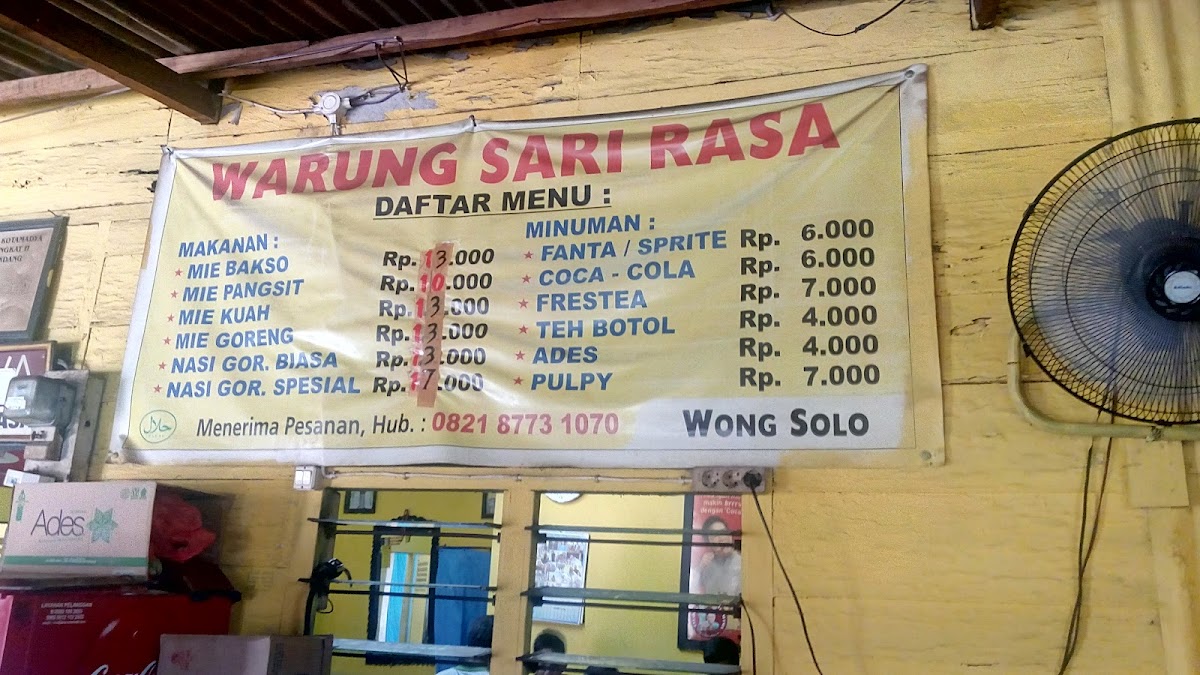 WARUNG SARI RASA
DAFTAR MENU :
MAKANAN :
MIE BAKSO Rp. 13.000
MIE PANGSIT Rp. 10.000
MIE KUAH Rp. 13.000
MIE GORENG Rp. 13.000
NASI GOR. BIASA Rp. 13.000
NASI GOR. SPESIAL Rp. 17.000
MINUMAN :
FANTA / SPRITE Rp. 6.000
COCA - COLA Rp. 6.000
FRESTEA Rp. 7.000
TEH BOTOL Rp. 4.000
ADES Rp. 4.000
PULPY Rp. 7.000
حلال
Menerima Pesanan, Hub. : 0821 8773 1070
WONG SOLO
KOTAMADYA
Ades